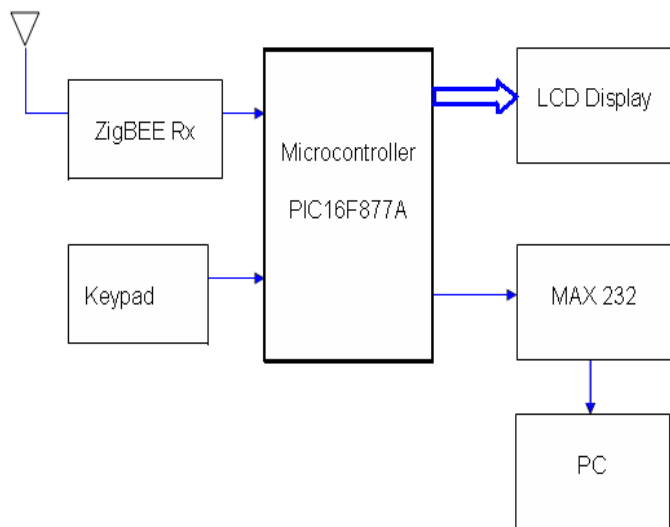 ZigBEE Rx
Keypad
Microcontroller
PIC16F877A
LCD Display
MAX 232
PC